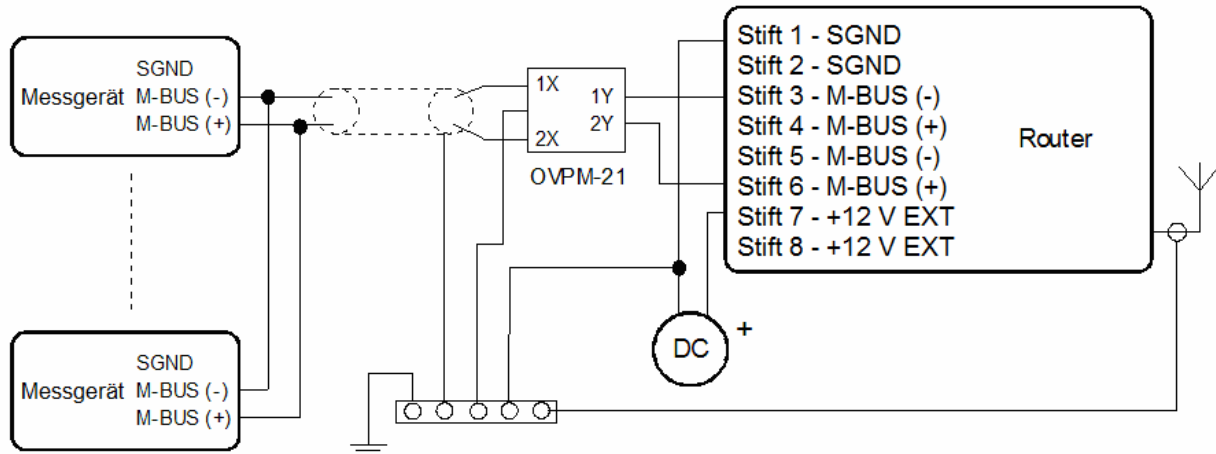 SGND
Messgerät M-BUS (-)
M-BUS (+)
1X
2X
1Y
2Y
OVPM-21
Stift 1 - SGND
Stift 2 - SGND
Stift 3 - M-BUS (-)
Stift 4 - M-BUS (+)
Stift 5 - M-BUS (-)
Stift 6 - M-BUS (+)
Stift 7 - +12 V EXT
Stift 8 - +12 V EXT
Router
DC
+
SGND
Messgerät M-BUS (-)
M-BUS (+)